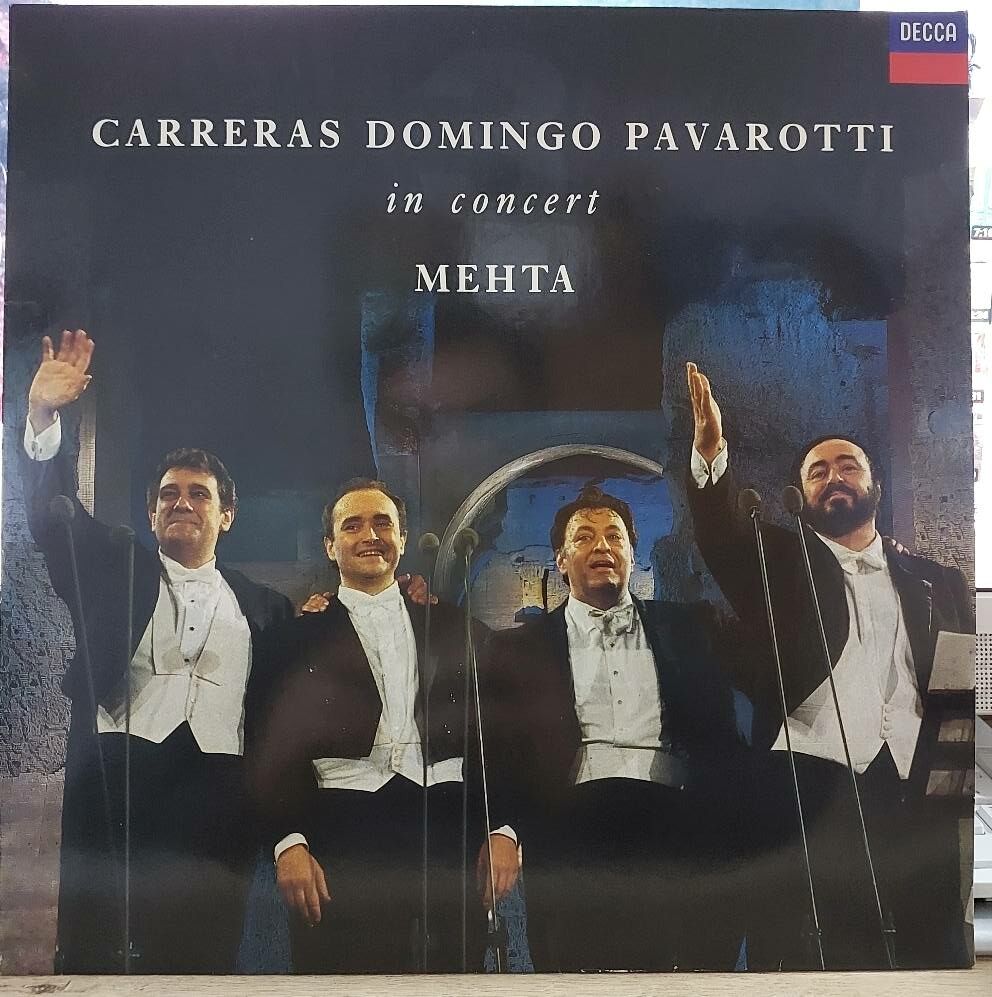 DECCA
CARRERAS DOMINGO PAVAROTTI
in concert
MEHTA